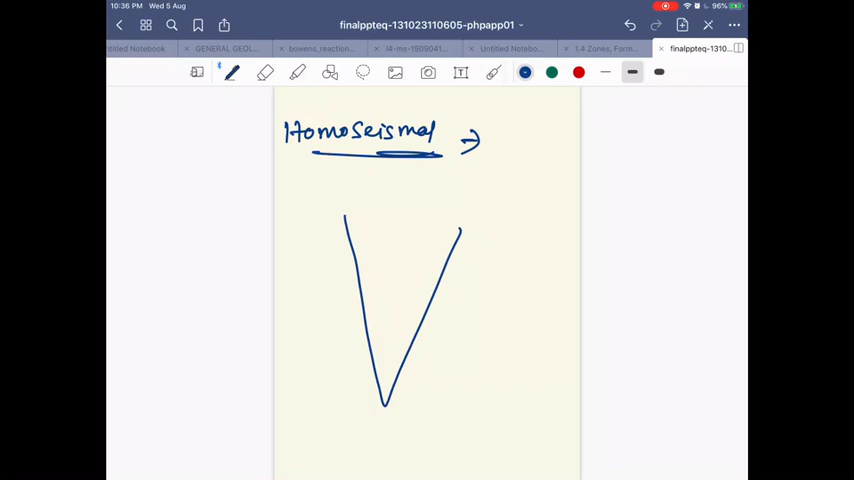 10:36 PM Wed 5 Aug
96%
finalppteq-131023110605-phpapp01
ntitled Notebook
GENERAL GEOL...
bowens_reaction...
l4-ms-1509041...
Untitled Notebo...
1.4 Zones, Form...
finalppteq-1310...
Homoseismal →